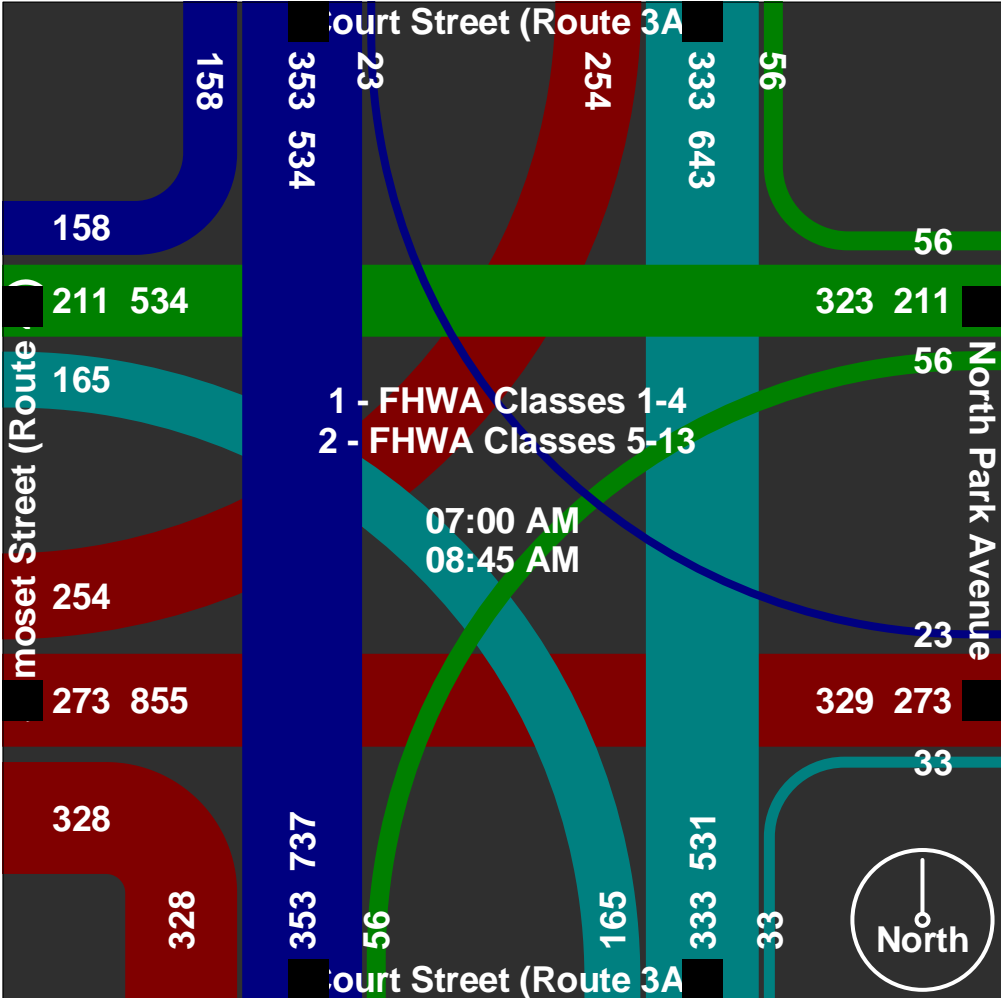 Court Street (Route 3A
158
353 534
23
254
333 643
56
158
56
211 534
323 211
165
56
moset Street (Route
North Park Avenue
1 - FHWA Classes 1-4
2 - FHWA Classes 5-13
07:00 AM
08:45 AM
254
23
273 855
329 273
33
328
328
353 737
56
165
333 531
33
North
Court Street (Route 3A